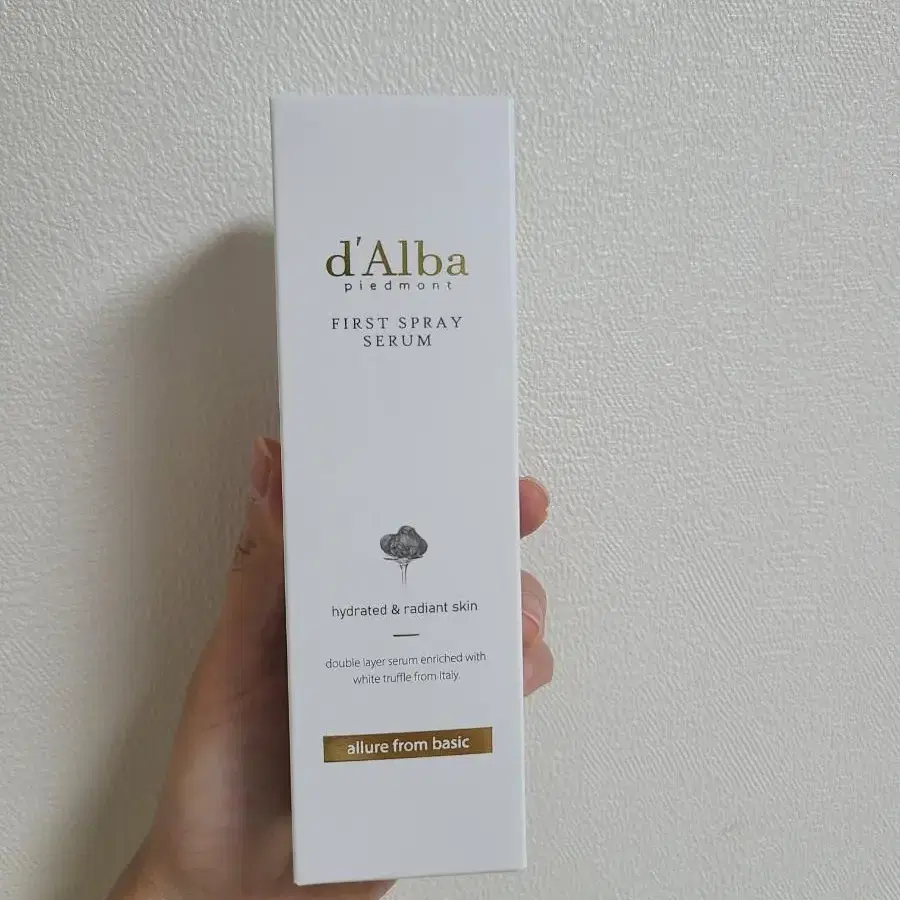 d'Alba
piedmont
FIRST SPRAY
SERUM
hydrated & radiant skin
double layer serum enriched with
white truffle from Italy.
allure from basic